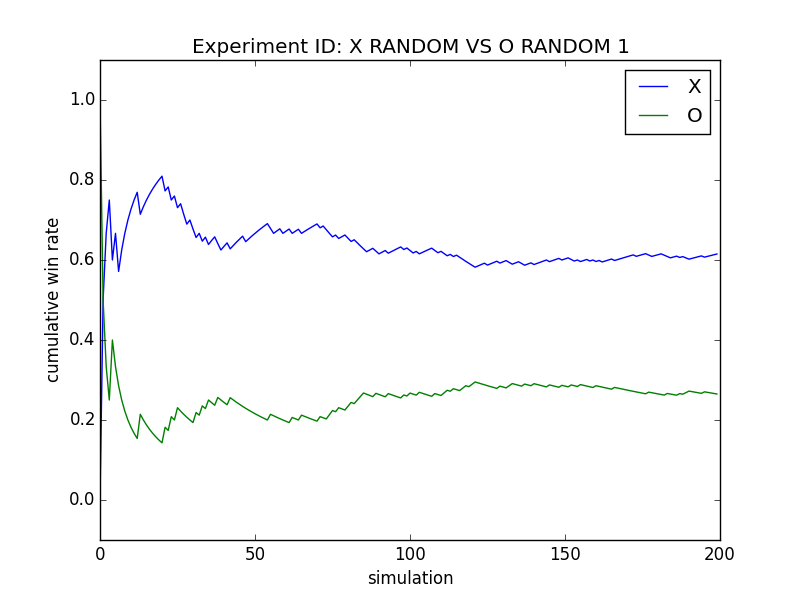 Experiment ID: X RANDOM VS O RANDOM 1
X
O
1.0
0.8
0.6
0.4
0.2
0.0
cumulative win rate
0 50 100 150 200
simulation